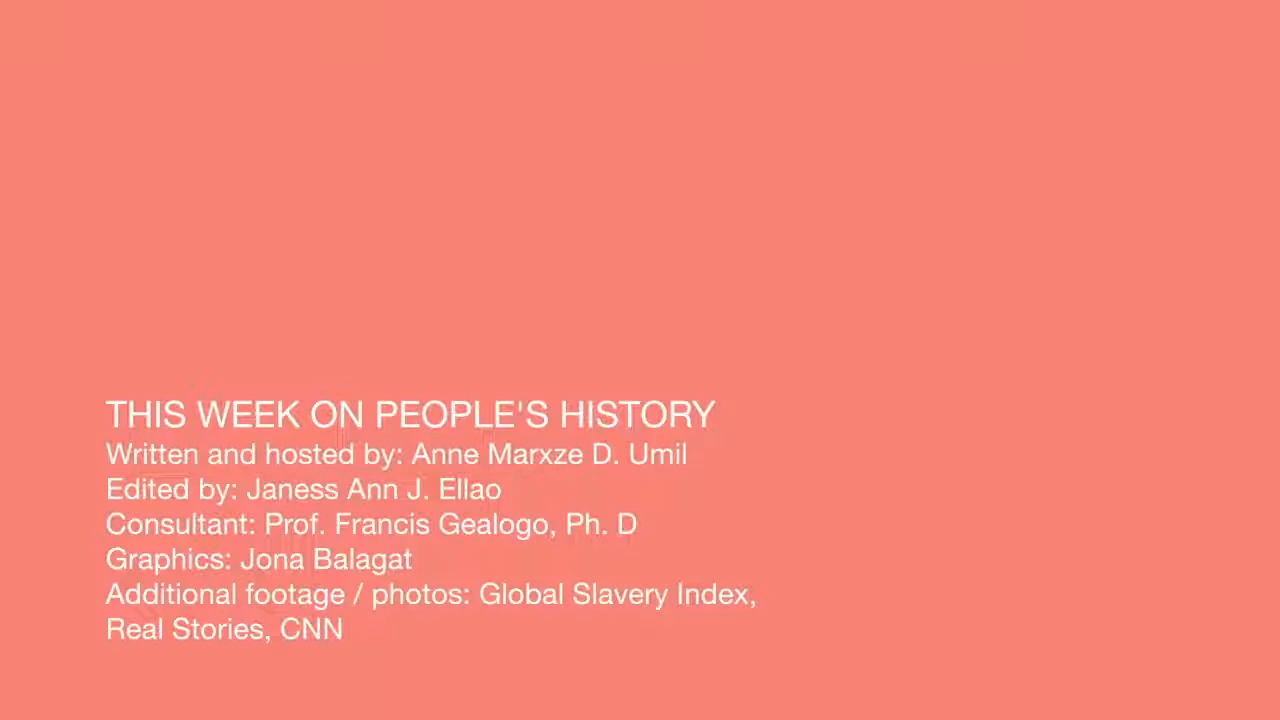 THIS WEEK ON PEOPLE'S HISTORY
Written and hosted by: Anne Marxze D. Umil
Edited by: Janess Ann J. Ellao
Consultant: Prof. Francis Gealogo, Ph. D
Graphics: Jona Balagat
Additional footage / photos: Global Slavery Index,
Real Stories, CNN